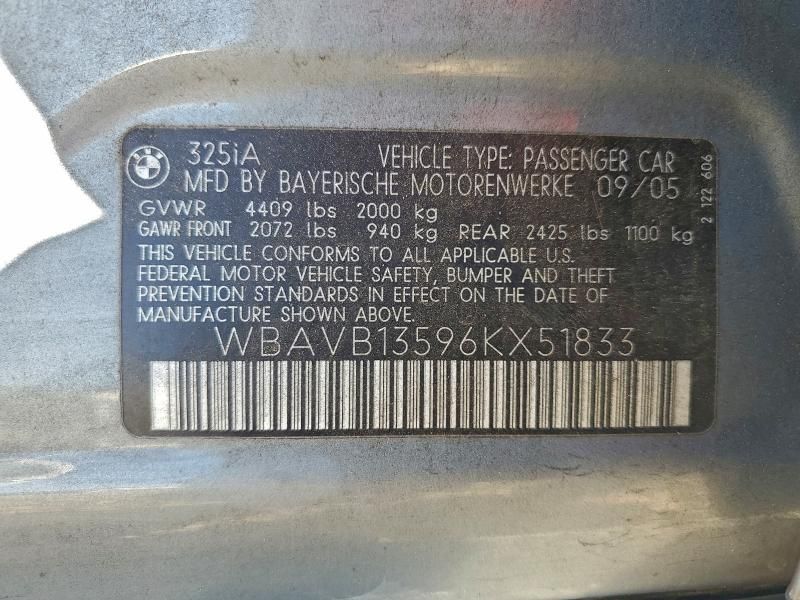 325iA VEHICLE TYPE: PASSENGER CAR
MFD BY BAYERISCHE MOTORENWERKE 09/05
GVWR 4409 lbs 2000 kg
GAWR FRONT 2072 lbs 940 kg REAR 2425 lbs 1100 kg
THIS VEHICLE CONFORMS TO ALL APPLICABLE U.S.
FEDERAL MOTOR VEHICLE SAFETY, BUMPER AND THEFT
PREVENTION STANDARDS IN EFFECT ON THE DATE OF
MANUFACTURE SHOWN ABOVE.
WBAVB13596KX51833
2 122 606
BMW